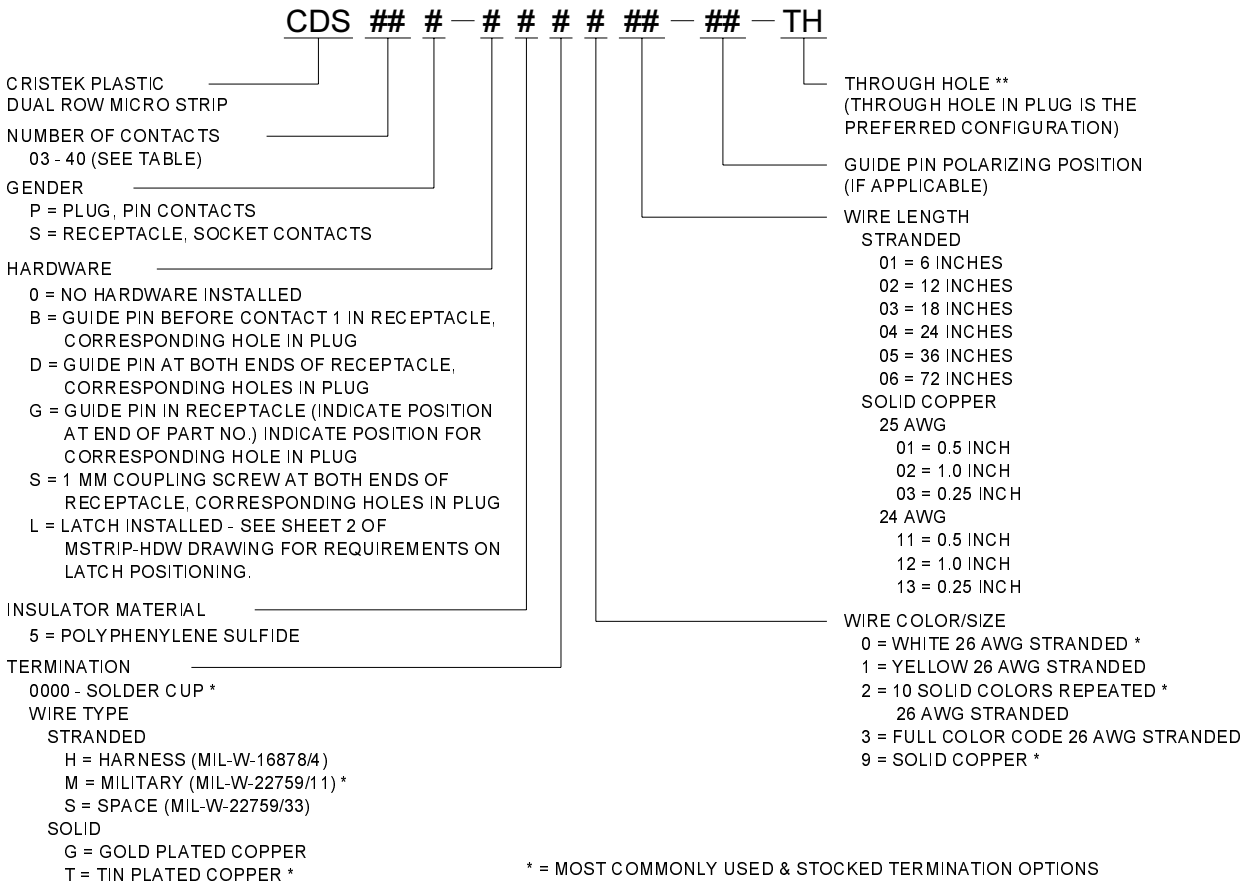 CDS ## # — # # # # ## — ## — TH
CRISTEK PLASTIC
DUAL ROW MICRO STRIP
NUMBER OF CONTACTS
03 - 40 (SEE TABLE)
GENDER
P = PLUG, PIN CONTACTS
S = RECEPTACLE, SOCKET CONTACTS
HARDWARE
0 = NO HARDWARE INSTALLED
B = GUIDE PIN BEFORE CONTACT 1 IN RECEPTACLE,
CORRESPONDING HOLE IN PLUG
D = GUIDE PIN AT BOTH ENDS OF RECEPTACLE,
CORRESPONDING HOLES IN PLUG
G = GUIDE PIN IN RECEPTACLE (INDICATE POSITION
AT END OF PART NO.) INDICATE POSITION FOR
CORRESPONDING HOLE IN PLUG
S = 1 MM COUPLING SCREW AT BOTH ENDS OF
RECEPTACLE, CORRESPONDING HOLES IN PLUG
L = LATCH INSTALLED - SEE SHEET 2 OF
MSTRIP-HDW DRAWING FOR REQUIREMENTS ON
LATCH POSITIONING.
INSULATOR MATERIAL
5 = POLYPHENYLENE SULFIDE
TERMINATION
0000 - SOLDER CUP *
WIRE TYPE
STRANDED
H = HARNESS (MIL-W-16878/4)
M = MILITARY (MIL-W-22759/11) *
S = SPACE (MIL-W-22759/33)
SOLID
G = GOLD PLATED COPPER
T = TIN PLATED COPPER *
THROUGH HOLE **
(THROUGH HOLE IN PLUG IS THE
PREFERRED CONFIGURATION)
GUIDE PIN POLARIZING POSITION
(IF APPLICABLE)
WIRE LENGTH
STRANDED
01 = 6 INCHES
02 = 12 INCHES
03 = 18 INCHES
04 = 24 INCHES
05 = 36 INCHES
06 = 72 INCHES
SOLID COPPER
25 AWG
01 = 0.5 INCH
02 = 1.0 INCH
03 = 0.25 INCH
24 AWG
11 = 0.5 INCH
12 = 1.0 INCH
13 = 0.25 INCH
WIRE COLOR/SIZE
0 = WHITE 26 AWG STRANDED *
1 = YELLOW 26 AWG STRANDED
2 = 10 SOLID COLORS REPEATED *
26 AWG STRANDED
3 = FULL COLOR CODE 26 AWG STRANDED
9 = SOLID COPPER *
* = MOST COMMONLY USED & STOCKED TERMINATION OPTIONS